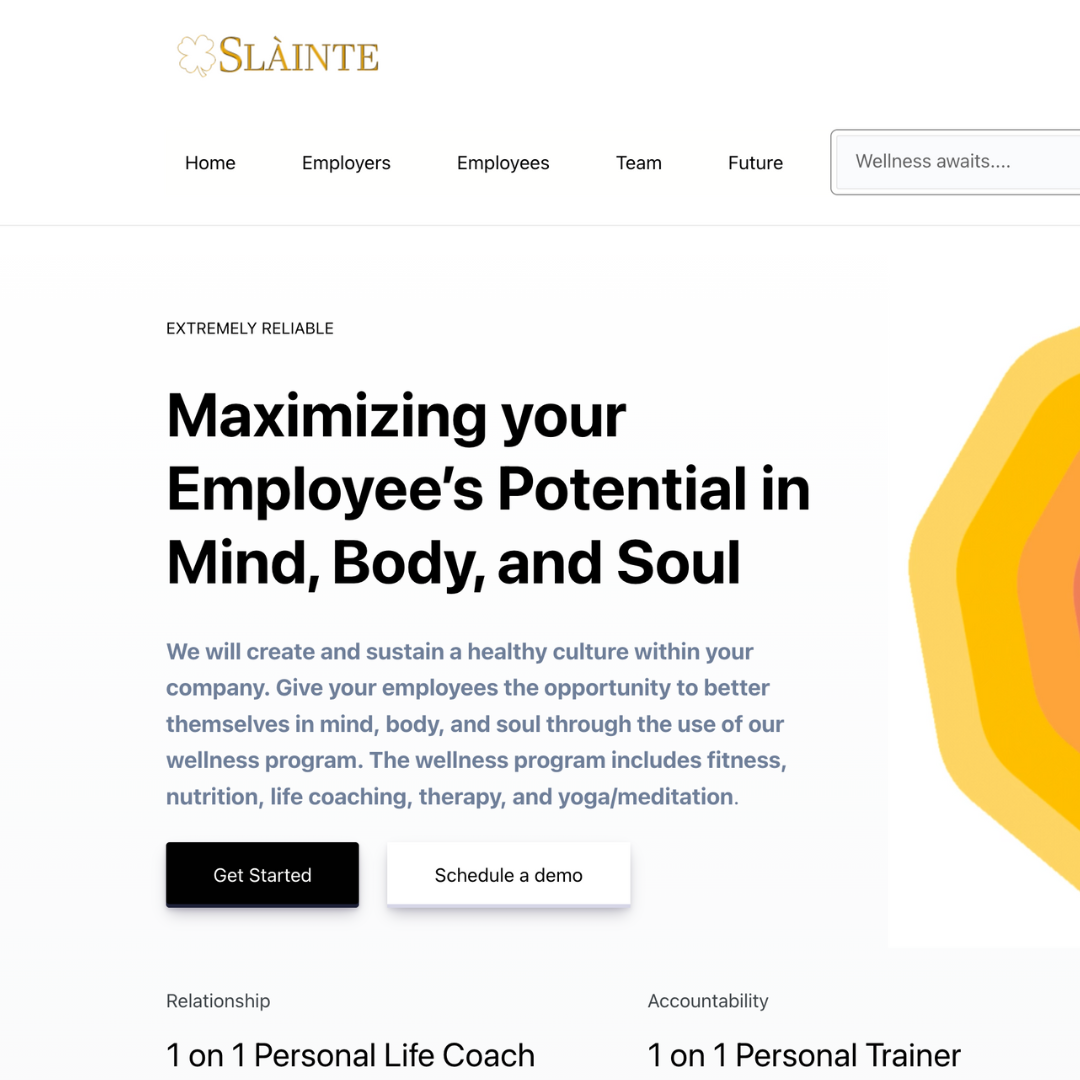 SLÀINTE
Home Employers Employees Team Future Wellness awaits....
EXTREMELY RELIABLE
Maximizing your
Employee’s Potential in
Mind, Body, and Soul
We will create and sustain a healthy culture within your
company. Give your employees the opportunity to better
themselves in mind, body, and soul through the use of our
wellness program. The wellness program includes fitness,
nutrition, life coaching, therapy, and yoga/meditation.
Get Started Schedule a demo
Relationship Accountability
1 on 1 Personal Life Coach 1 on 1 Personal Trainer